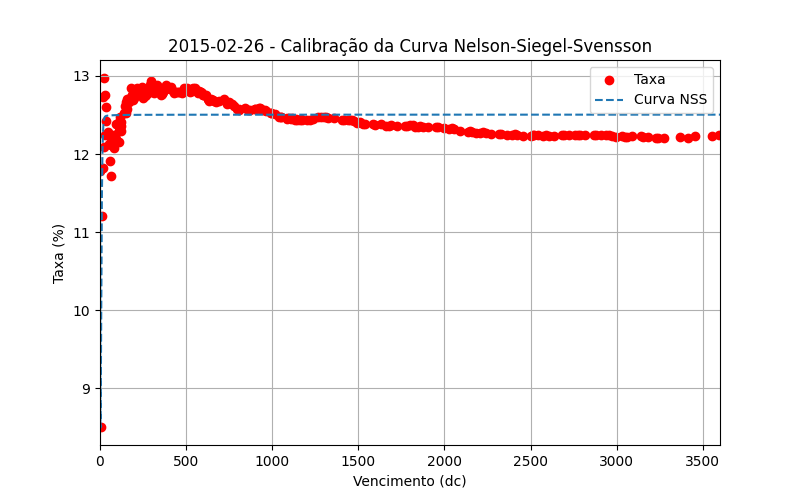 2015-02-26 - Calibração da Curva Nelson-Siegel-Svensson
Taxa
Curva NSS
13
12
11
10
9
Taxa (%)
0 500 1000 1500 2000 2500 3000 3500
Vencimento (dc)